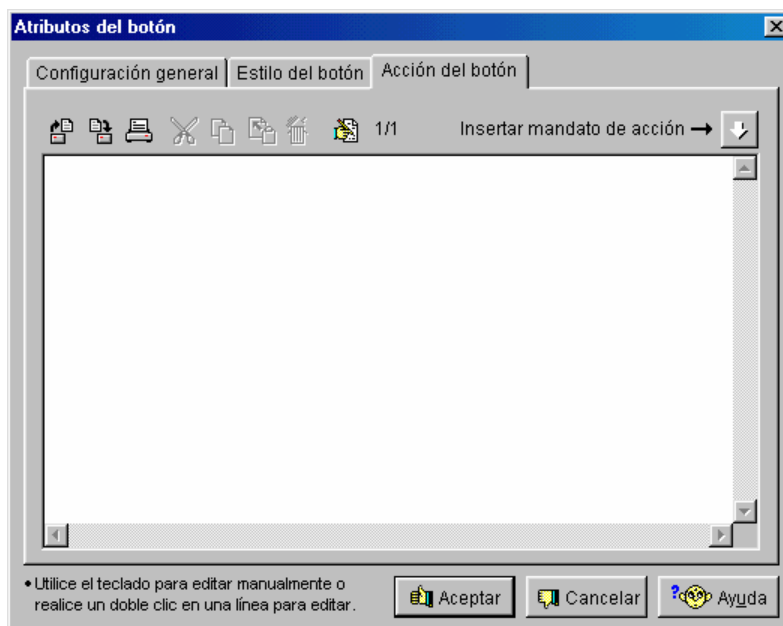 Atributos del botón
Configuración general
Estilo del botón
Acción del botón
1/1
Insertar mandato de acción
• Utilice el teclado para editar manualmente o
realice un doble clic en una línea para editar.
Aceptar
Cancelar
Ayuda